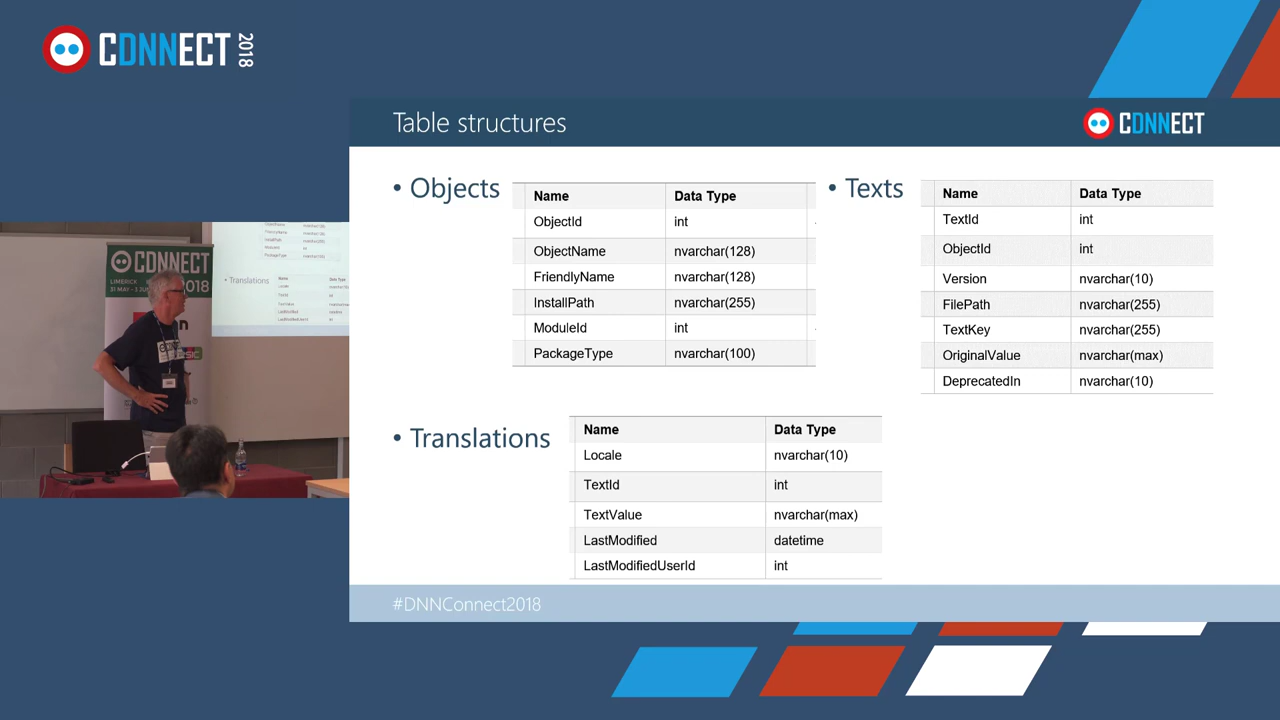 CDNNECT 2018
Table structures
CDNNECT
• Objects
Name Data Type
ObjectId int
ObjectName nvarchar(128)
FriendlyName nvarchar(128)
InstallPath nvarchar(255)
ModuleId int
PackageType nvarchar(100)
• Texts
Name Data Type
TextId int
ObjectId int
Version nvarchar(10)
FilePath nvarchar(255)
TextKey nvarchar(255)
OriginalValue nvarchar(max)
DeprecatedIn nvarchar(10)
• Translations
Name Data Type
Locale nvarchar(10)
TextId int
TextValue nvarchar(max)
LastModified datetime
LastModifiedUserId int
#DNNConnect2018
CDNNECT
LIMERICK
2018
• Translations